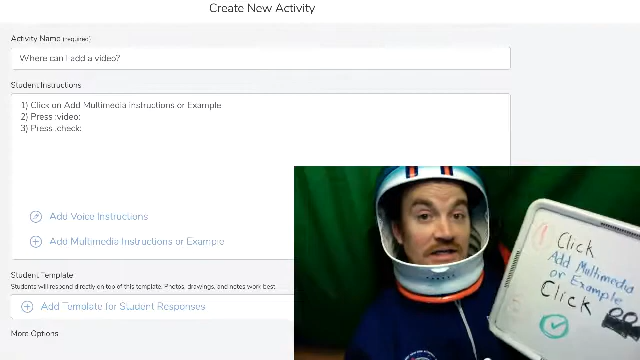 Create New Activity
Activity Name (required)
Where can I add a video?
Student Instructions
1) Click on Add Multimedia instructions or Example
2) Press :video:
3) Press :check:
Add Voice Instructions
Add Multimedia Instructions or Example
Student Template
Students will respond directly on top of this template. Photos, drawings, and notes work best.
Add Template for Student Responses
More Options
Click
Add Multimedia
or Example
Click